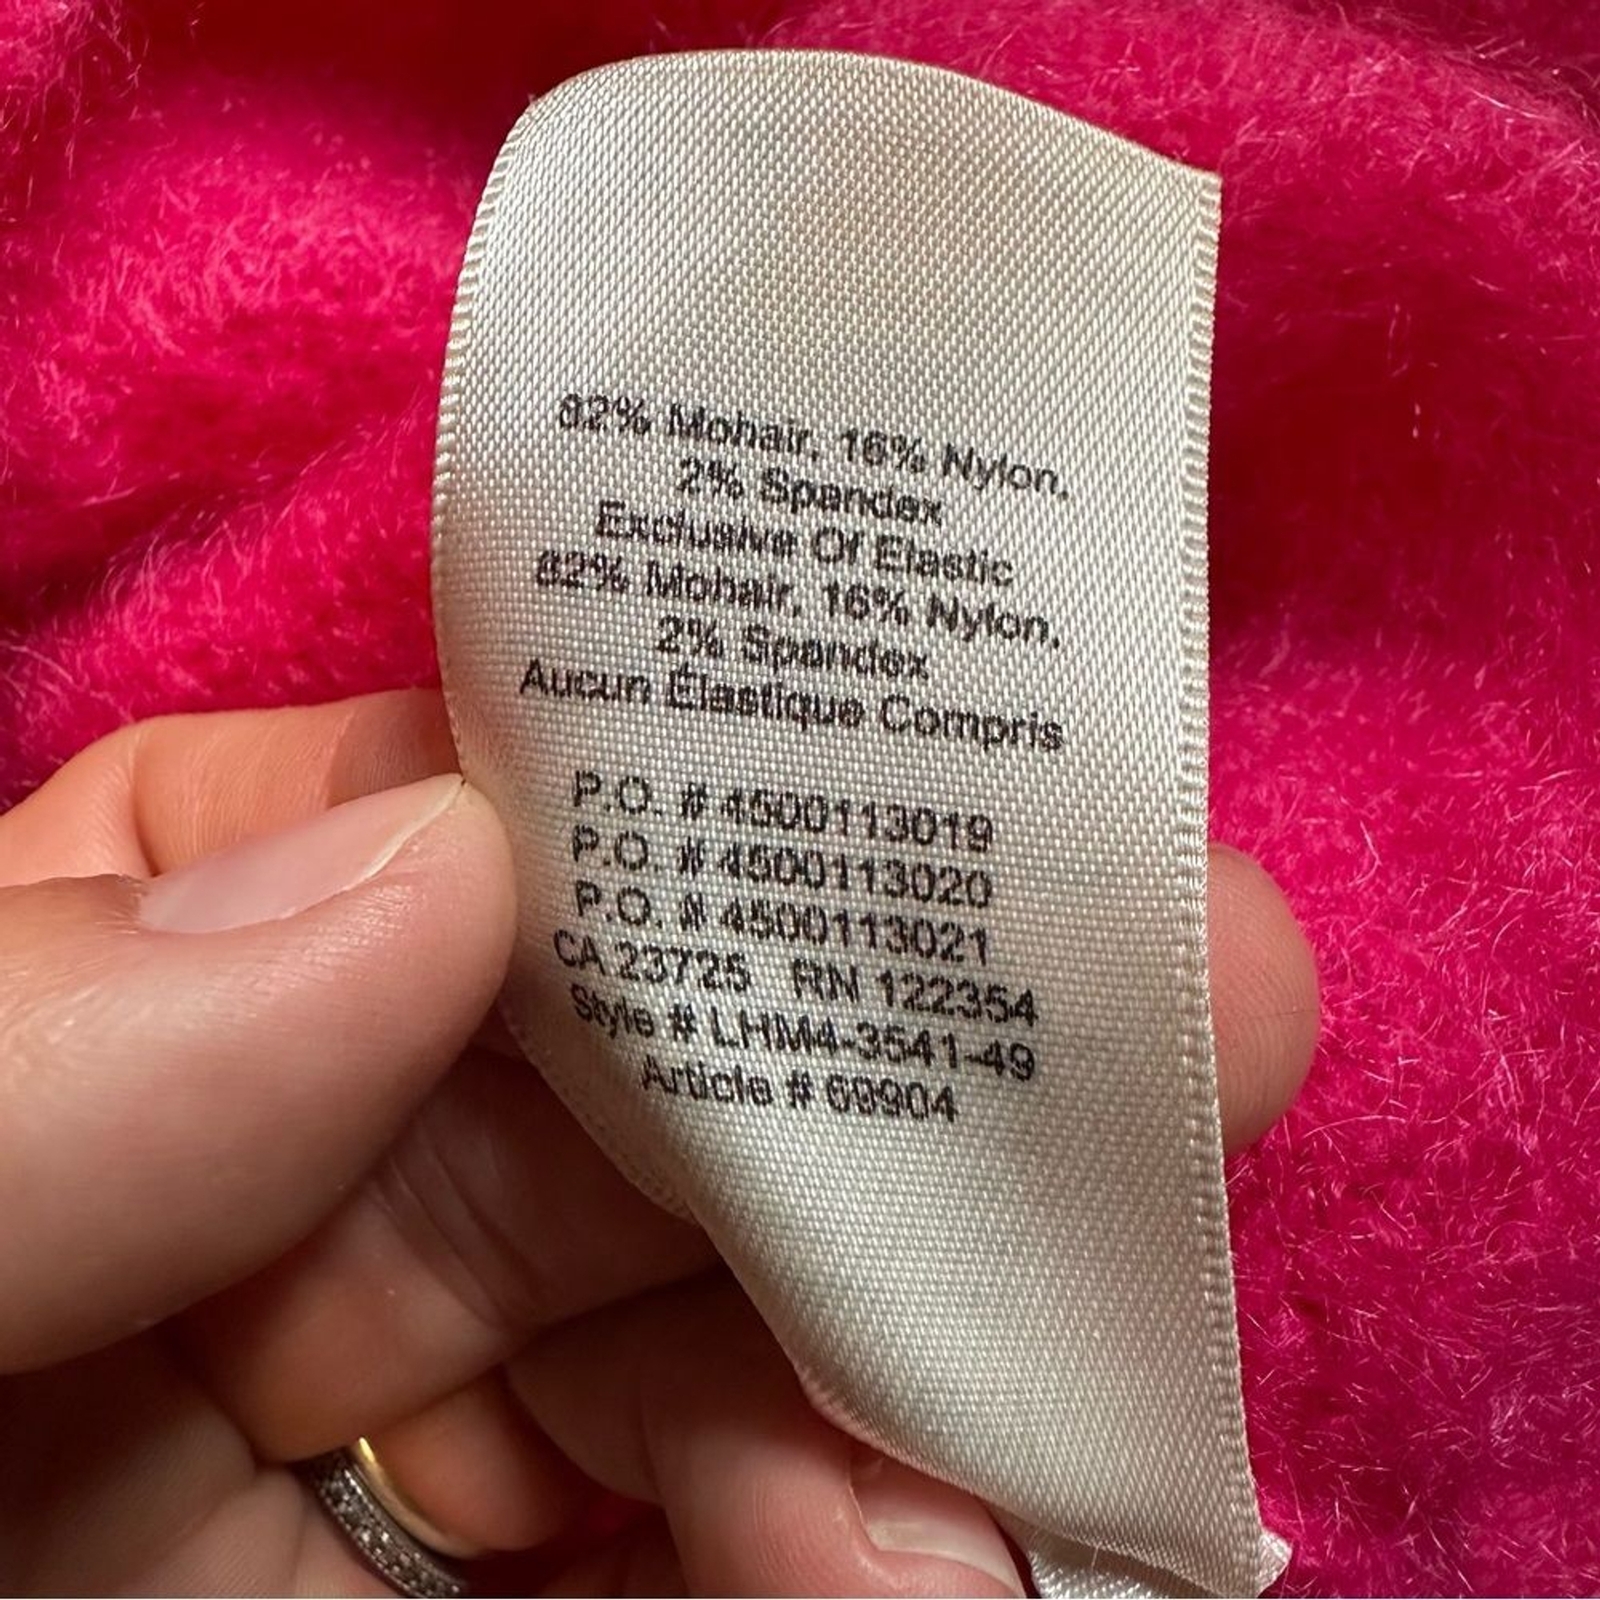 82% Mohair, 16% Nylon,
2% Spandex
Exclusive Of Elastic
82% Mohair, 16% Nylon,
2% Spandex
Aucun Élastique Compris
P.O. # 4500113019
P.O. # 4500113020
P.O. # 4500113021
CA 23725 RN 122354
Style # LHM4-3541-49
Article # 69904